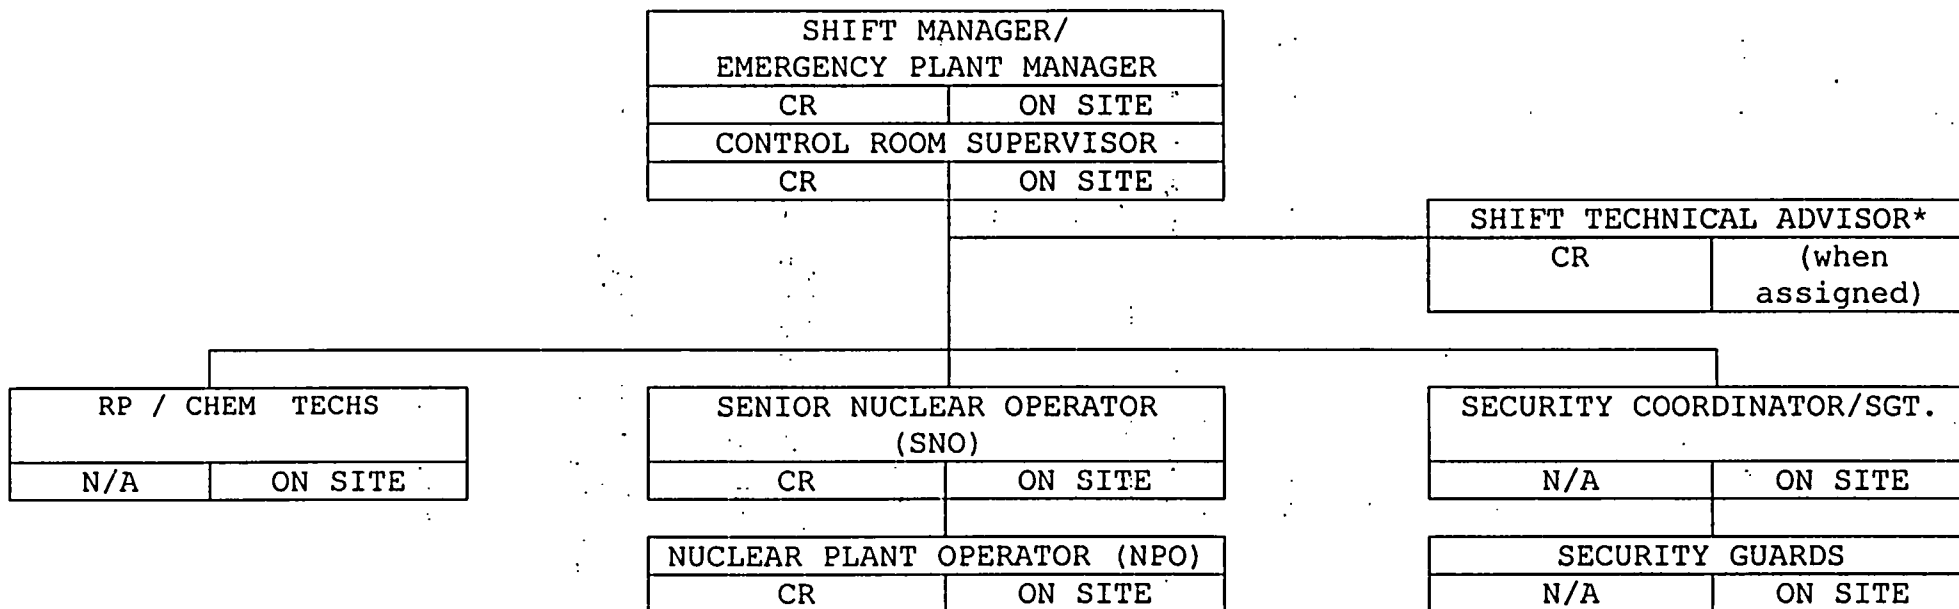 SHIFT MANAGER/
EMERGENCY PLANT MANAGER
CR ON SITE
CONTROL ROOM SUPERVISOR
CR ON SITE
SHIFT TECHNICAL ADVISOR*
CR (when
assigned)
RP / CHEM TECHS
N/A ON SITE
SENIOR NUCLEAR OPERATOR
(SNO)
CR ON SITE
SECURITY COORDINATOR/SGT.
N/A ON SITE
NUCLEAR PLANT OPERATOR (NPO)
CR ON SITE
SECURITY GUARDS
N/A ON SITE